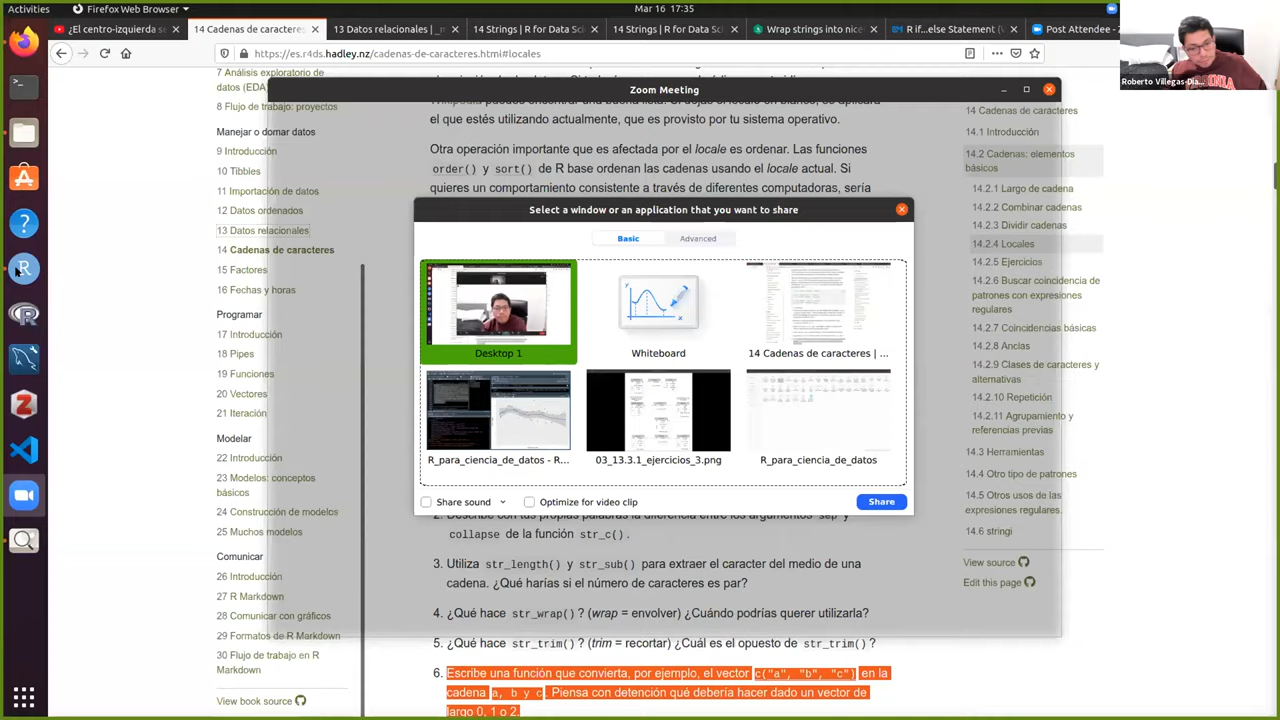 Activities
Firefox Web Browser
Mar 16 17:35
¿El centro-izquierda s
14 Cadenas de caractere
13 Datos relacionales |
14 Strings | R for Data Sc
14 Strings | R for Data Sc
Wrap strings into nice
R if...else Statement (w
Post Attendee -
https://es.r4ds.hadley.nz/cadenas-de-caracteres.html#locales
Roberto Villegas-Dia
7 Análisis exploratorio de
datos (EDA)
8 Flujo de trabajo: proyectos
Manejar o domar datos
9 Introducción
10 Tibbles
11 Importación de datos
12 Datos ordenados
13 Datos relacionales
14 Cadenas de caracteres
15 Factores
16 Fechas y horas
Programar
17 Introducción
18 Pipes
19 Funciones
20 Vectores
21 Iteración
Modelar
22 Introducción
23 Modelos: conceptos
básicos
24 Construcción de modelos
25 Muchos modelos
Comunicar
26 Introducción
27 R Markdown
28 Comunicar con gráficos
29 Formatos de R Markdown
30 Flujo de trabajo en R
Markdown
View book source
Zoom Meeting
el que estés utilizando actualmente, que es provisto por tu sistema operativo.
Otra operación importante que es afectada por el locale es ordenar. Las funciones
order() y sort() de R base ordenan las cadenas usando el locale actual. Si
quieres un comportamiento consistente a través de diferentes computadoras, sería
Select a window or an application that you want to share
Basic
Advanced
Desktop 1
Whiteboard
14 Cadenas de caracteres | ...
R_para_ciencia_de_datos - R...
03_13.3.1_ejercicios_3.png
R_para_ciencia_de_datos
Share sound
Optimize for video clip
Share
2. Describe con tus propias palabras la diferencia entre los argumentos sep y
collapse de la función str_c().
3. Utiliza str_length() y str_sub() para extraer el caracter del medio de una
cadena. ¿Qué harías si el número de caracteres es par?
4. ¿Qué hace str_wrap()? (wrap = envolver) ¿Cuándo podrías querer utilizarla?
5. ¿Qué hace str_trim()? (trim = recortar) ¿Cuál es el opuesto de str_trim()?
6. Escribe una función que convierta, por ejemplo, el vector c("a", "b", "c") en la
cadena a, b y c. Piensa con detención qué debería hacer dado un vector de
largo 0, 1 o 2.
14 Cadenas de caracteres
14.1 Introducción
14.2 Cadenas: elementos
básicos
14.2.1 Largo de cadena
14.2.2 Combinar cadenas
14.2.3 Dividir cadenas
14.2.4 Locales
14.2.5 Ejercicios
14.2.6 Buscar coincidencia de
patrones con expresiones
regulares
14.2.7 Coincidencias básicas
14.2.8 Anclas
14.2.9 Clases de caracteres y
alternativas
14.2.10 Repetición
14.2.11 Agrupamiento y
referencias previas
14.3 Herramientas
14.4 Otro tipo de patrones
14.5 Otros usos de las
expresiones regulares.
14.6 stringi
View source
Edit this page